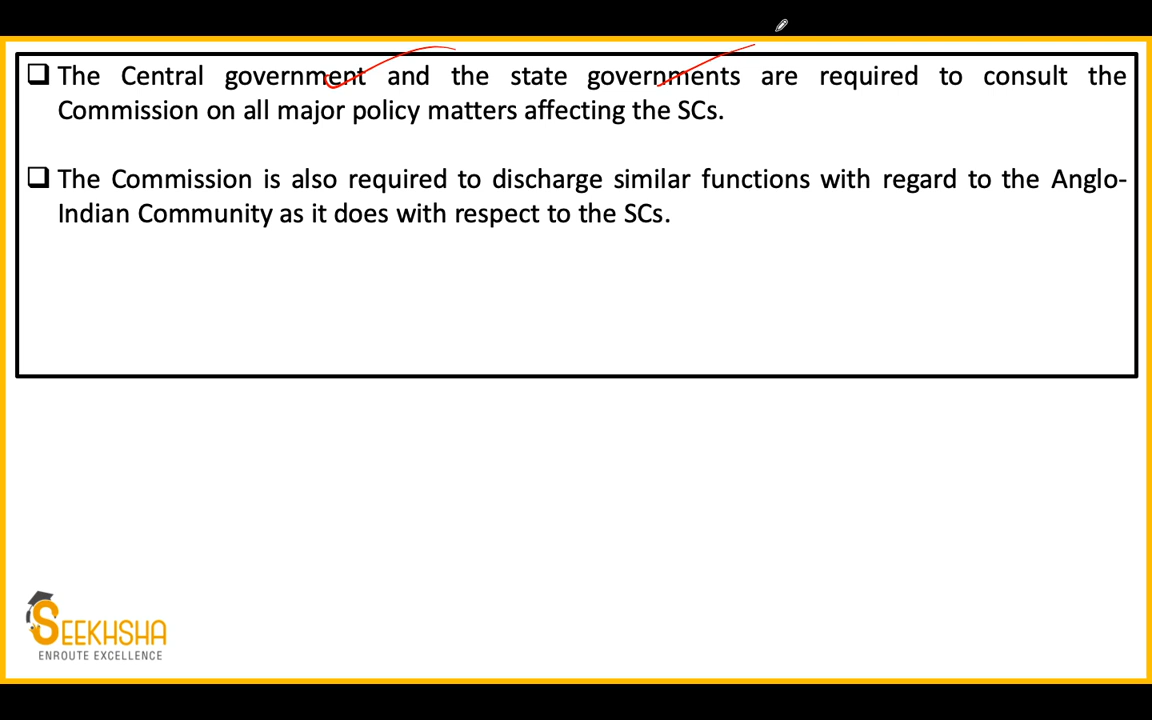 The Central government and the state governments are required to consult the
Commission on all major policy matters affecting the SCs.
The Commission is also required to discharge similar functions with regard to the Anglo-
Indian Community as it does with respect to the SCs.
SEEKHSHA
ENROUTE EXCELLENCE